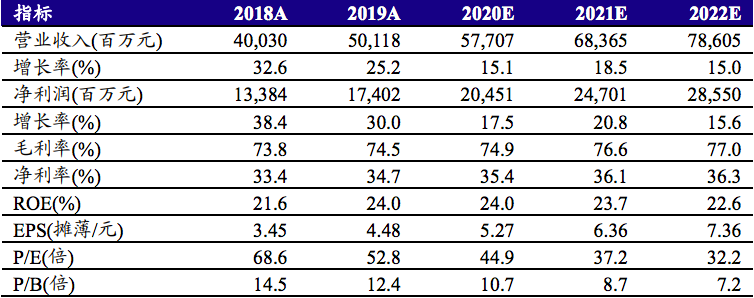 指标 2018A 2019A 2020E 2021E 2022E
营业收入(百万元) 40,030 50,118 57,707 68,365 78,605
增长率(%) 32.6 25.2 15.1 18.5 15.0
净利润(百万元) 13,384 17,402 20,451 24,701 28,550
增长率(%) 38.4 30.0 17.5 20.8 15.6
毛利率(%) 73.8 74.5 74.9 76.6 77.0
净利率(%) 33.4 34.7 35.4 36.1 36.3
ROE(%) 21.6 24.0 24.0 23.7 22.6
EPS(摊薄/元) 3.45 4.48 5.27 6.36 7.36
P/E(倍) 68.6 52.8 44.9 37.2 32.2
P/B(倍) 14.5 12.4 10.7 8.7 7.2